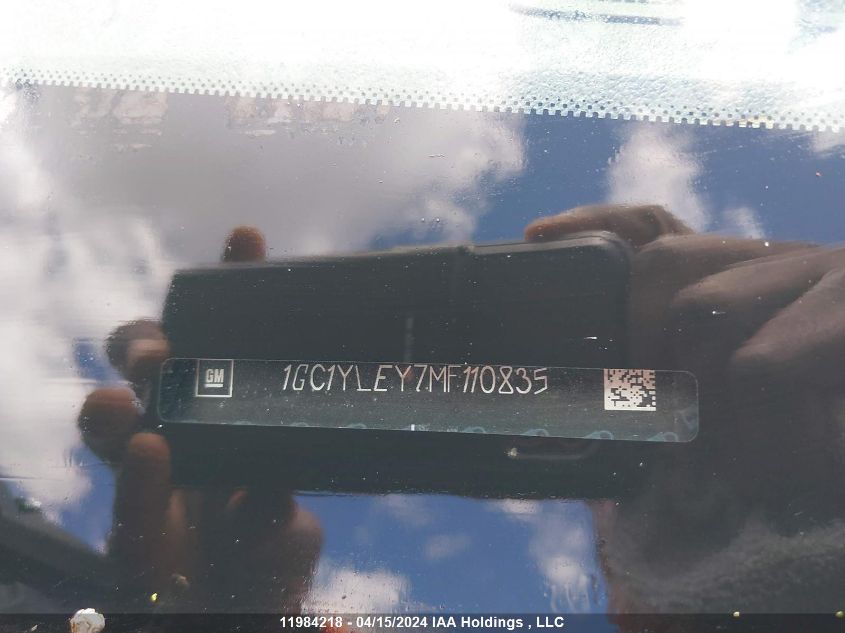 GM 1GC1YLEY7MF110835
11984218 - 04/15/2024 IAA Holdings , LLC